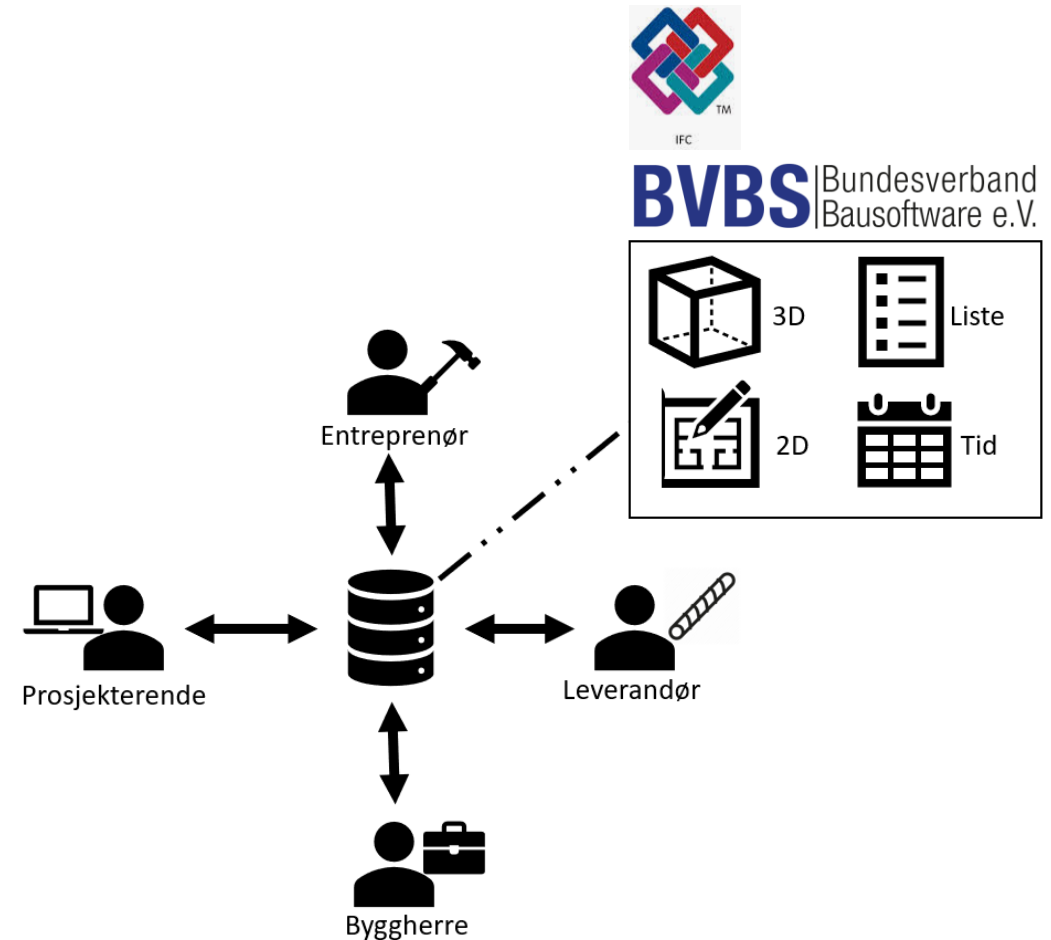 TM
IFC
BVBS Bundesverband
Bausoftware e.V.
3D
Liste
Entreprenør
2D
Tid
Prosjekterende
Leverandør
Byggherre